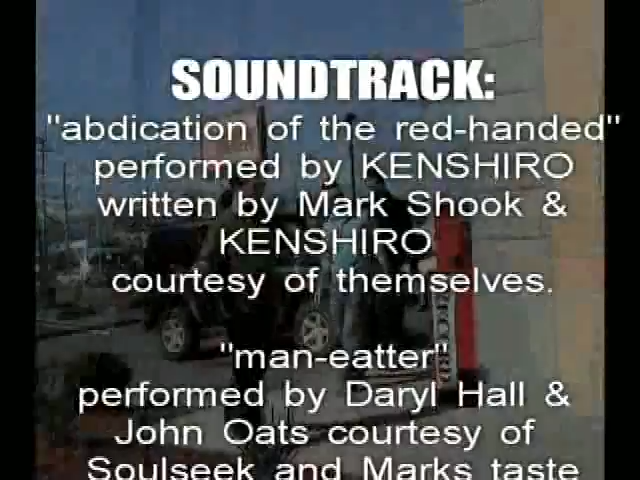 SOUNDTRACK:
"abdication of the red-handed"
performed by KENSHIRO
written by Mark Shook &
KENSHIRO
courtesy of themselves.
"man-eatter"
performed by Daryl Hall &
John Oats courtesy of
Soulseek and Marks taste